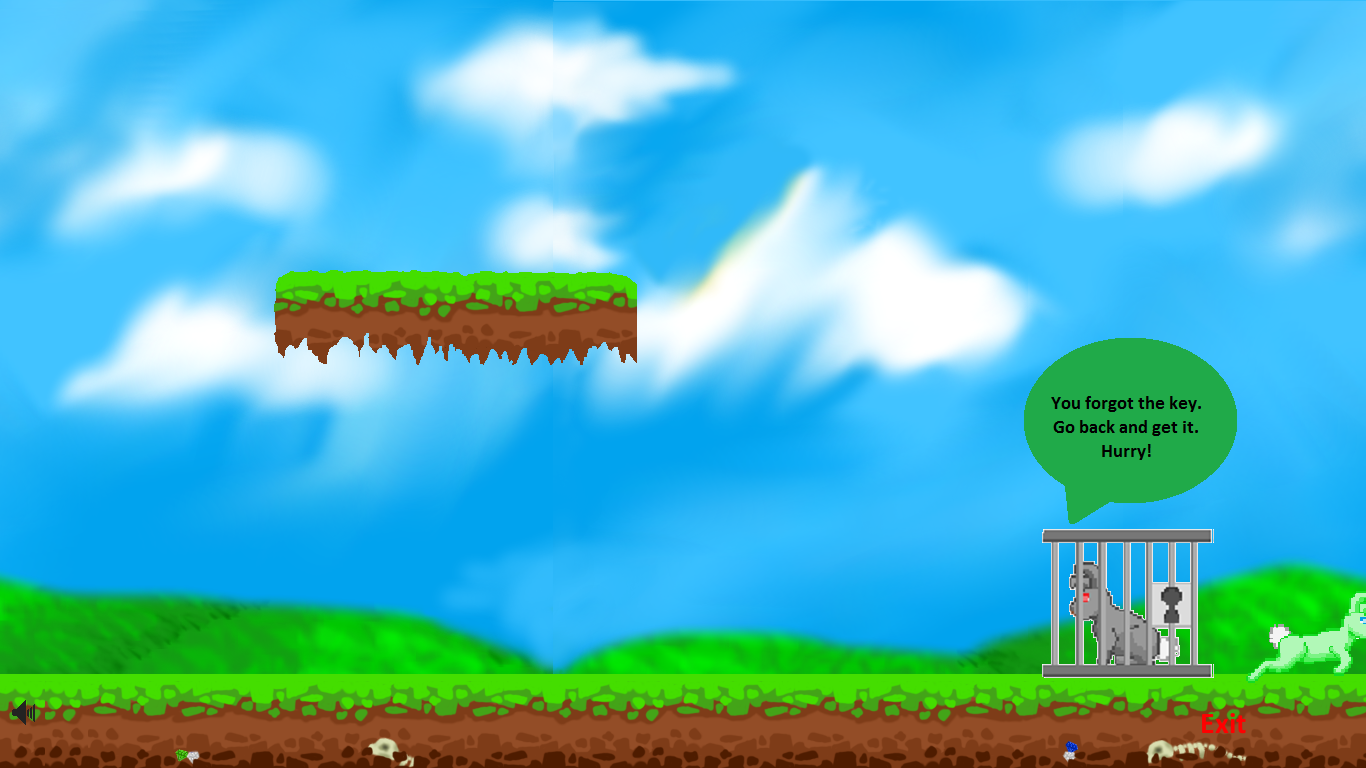 You forgot the key.
Go back and get it.
Hurry!
Exit